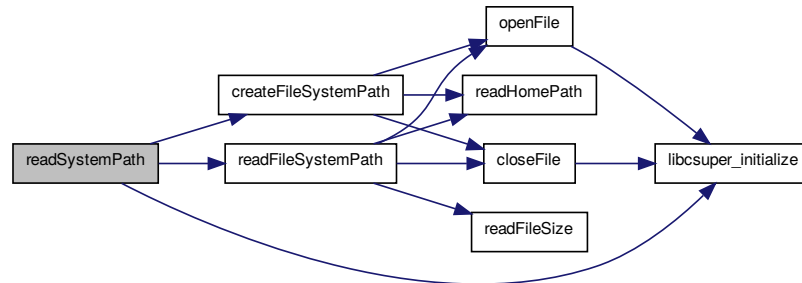 openFile
createFileSystemPath
readHomePath
readSystemPath
readFileSystemPath
closeFile
libcsuper_initialize
readFileSize